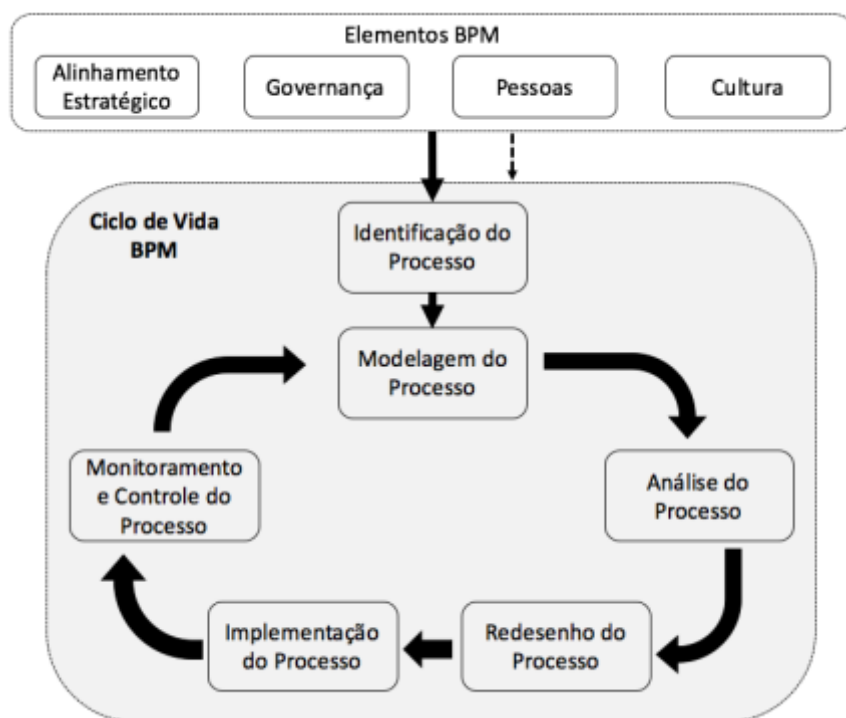 Elementos BPM
Alinhamento
Estratégico
Governança
Pessoas
Cultura
Ciclo de Vida
BPM
Identificação do
Processo
Modelagem do
Processo
Análise do
Processo
Redesenho do
Processo
Implementação
do Processo
Monitoramento
e Controle do
Processo